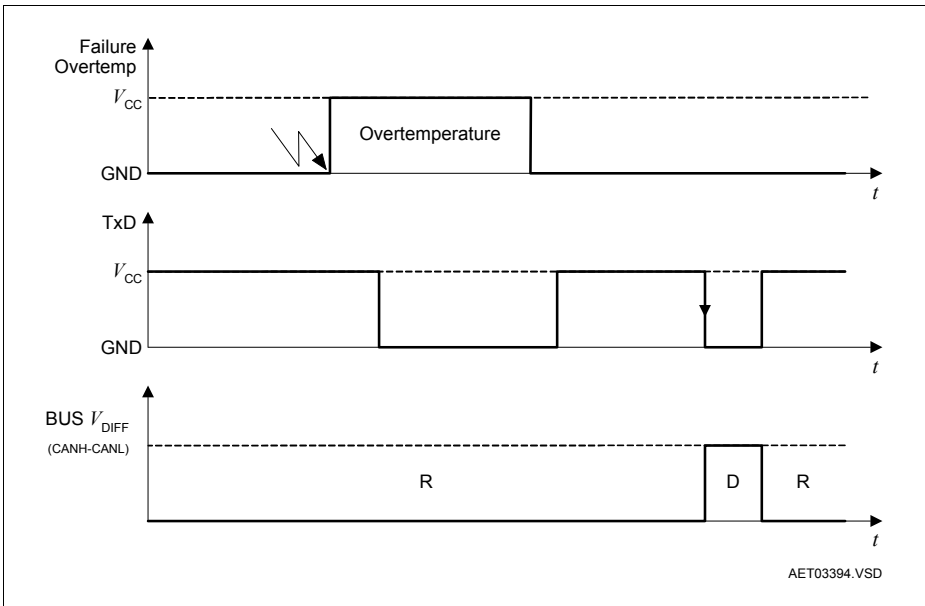 Failure
Overtemp
VCC
Overtemperature
GND
t
TxD
VCC
GND
t
BUS VDIFF
(CANH-CANL)
R
D
R
t
AET03394.VSD